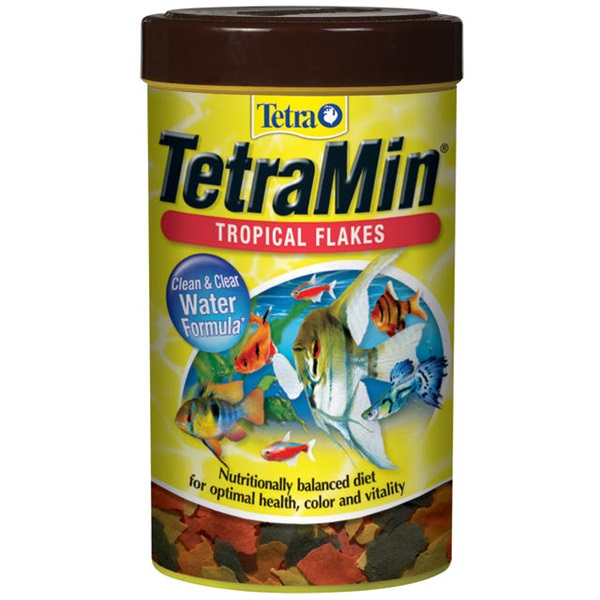 Tetra
TetraMin®
TROPICAL FLAKES
Clean & Clear
Water
Formula*
Nutritionally balanced diet
for optimal health, color and vitality